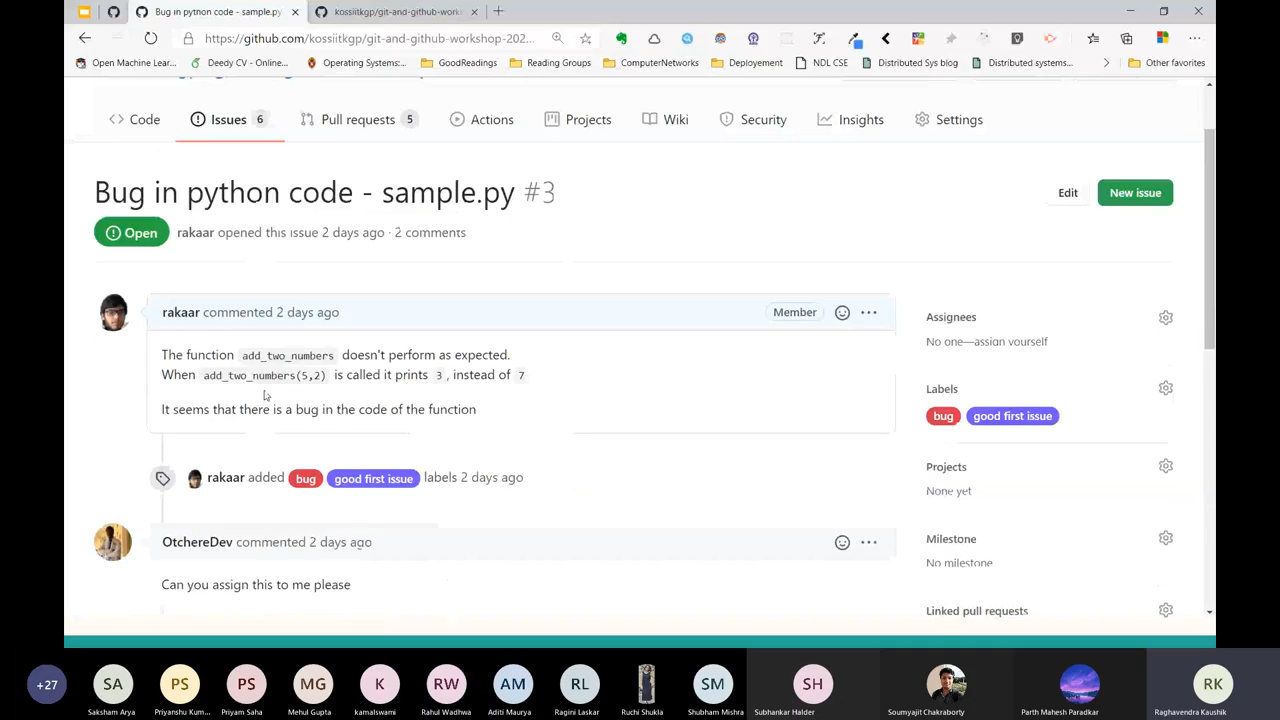 Bug in python code - sample.py
kossiitkgp/git-and-github-worksh
https://github.com/kossiitkgp/git-and-github-workshop-202...
Open Machine Lear...
Deedy CV - Online...
Operating Systems:...
GoodReadings
Reading Groups
ComputerNetworks
Deployement
NDL CSE
Distributed Sys blog
Distributed systems...
Other favorites
Code
Issues 6
Pull requests 5
Actions
Projects
Wiki
Security
Insights
Settings
Bug in python code - sample.py #3
Edit
New issue
Open
rakaar opened this issue 2 days ago · 2 comments
rakaar commented 2 days ago
Member
The function add_two_numbers doesn't perform as expected.
When add_two_numbers(5,2) is called it prints 3 , instead of 7
It seems that there is a bug in the code of the function
rakaar added bug good first issue labels 2 days ago
OtchereDev commented 2 days ago
Can you assign this to me please
Assignees
No one—assign yourself
Labels
bug good first issue
Projects
None yet
Milestone
No milestone
Linked pull requests
+27
SA
Saksham Arya
PS
Priyanshu Kum...
PS
Priyam Saha
MG
Mehul Gupta
K
kamalswami
RW
Rahul Wadhwa
AM
Aditi Maurya
RL
Ragini Laskar
Ruchi Shukla
SM
Shubham Mishra
SH
Subhankar Halder
Soumyajit Chakraborty
Parth Mahesh Paradkar
RK
Raghavendra Kaushik